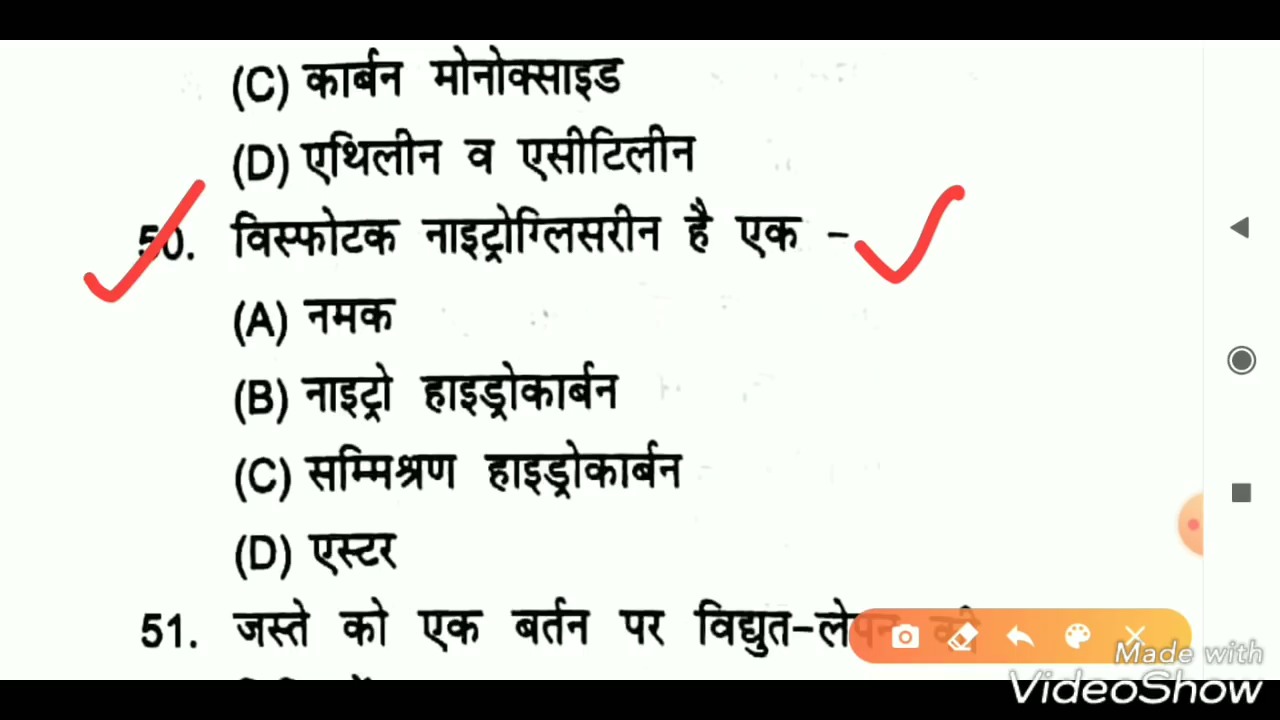 (C) कार्बन मोनोक्साइड
(D) एथिलीन व एसीटिलीन
50. विस्फोटक नाइट्रोग्लिसरीन है एक -
(A) नमक
(B) नाइट्रो हाइड्रोकार्बन
(C) सम्मिश्रण हाइड्रोकार्बन
(D) एस्टर
51. जस्ते को एक बर्तन पर विद्युत-लेपन की
Made with
VideoShow